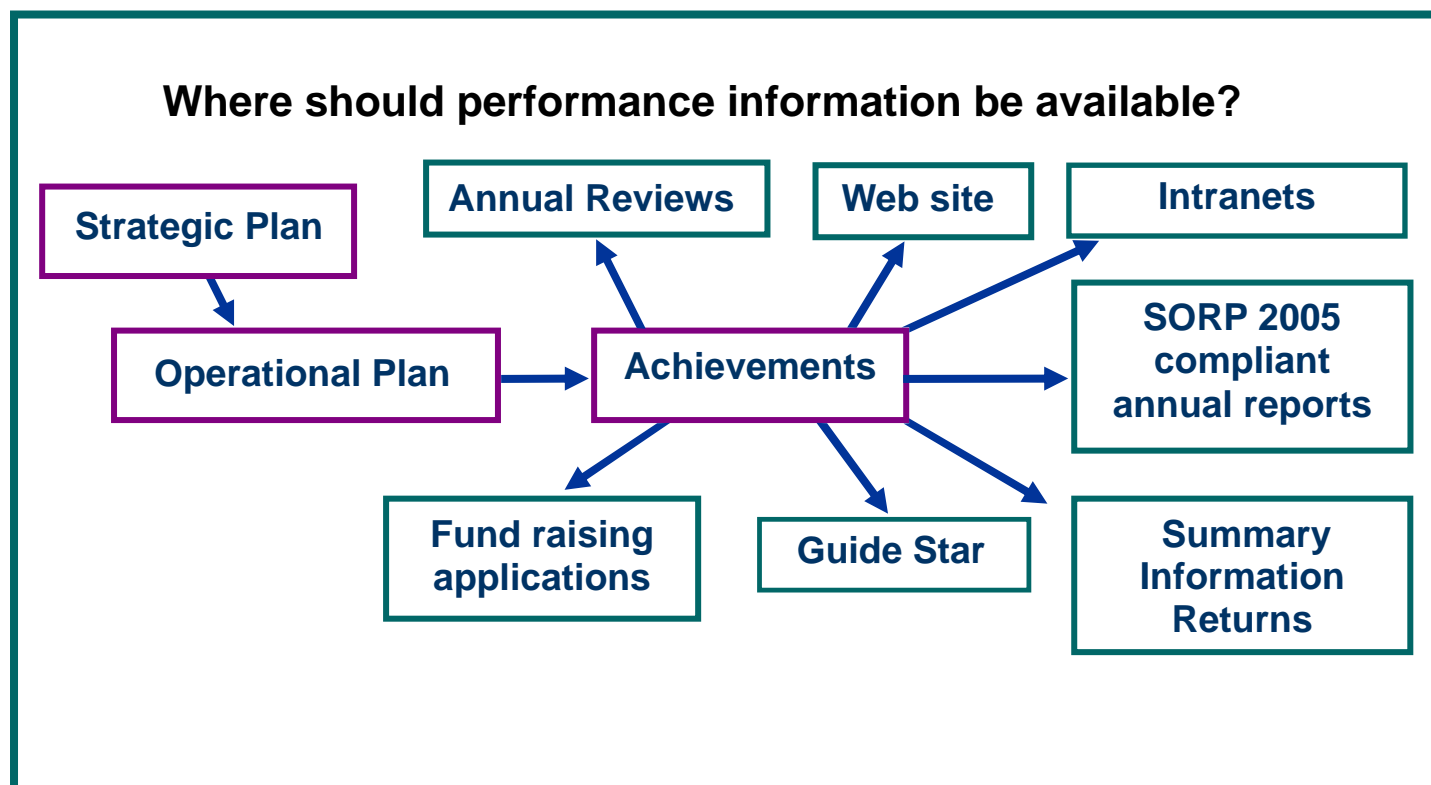 Where should performance information be available?
Strategic Plan
Annual Reviews
Web site
Intranets
Operational Plan
Achievements
SORP 2005
compliant
annual reports
Fund raising
applications
Guide Star
Summary
Information
Returns